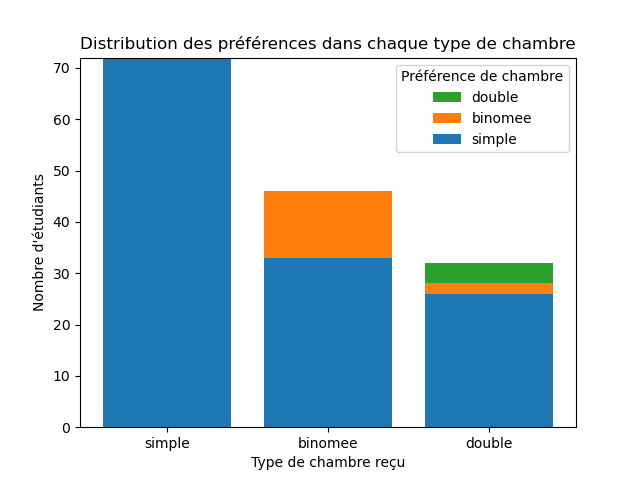 Distribution des préférences dans chaque type de chambre
Préférence de chambre
double
binomee
simple
Nombre d'étudiants
70
60
50
40
30
20
10
0
simple
binomee
double
Type de chambre reçu